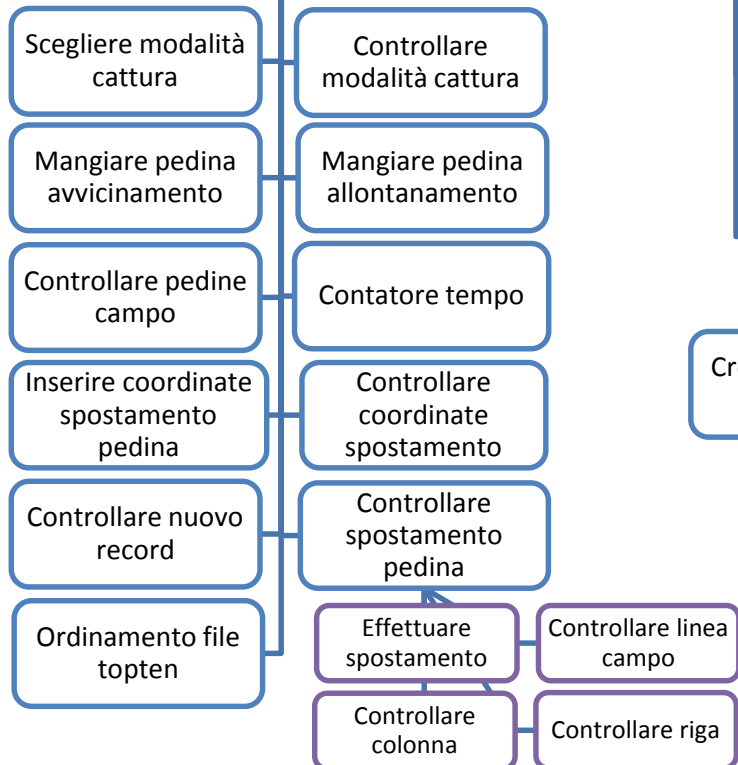 Scegliere modalità
cattura
Controllare
modalità cattura
Mangiare pedina
avvicinamento
Mangiare pedina
allontanamento
Controllare pedine
campo
Contatore tempo
Inserire coordinate
spostamento
pedina
Controllare
coordinate
spostamento
Controllare nuovo
record
Controllare
spostamento
pedina
Ordinamento file
topten
Effettuare
spostamento
Controllare linea
campo
Controllare
colonna
Controllare riga